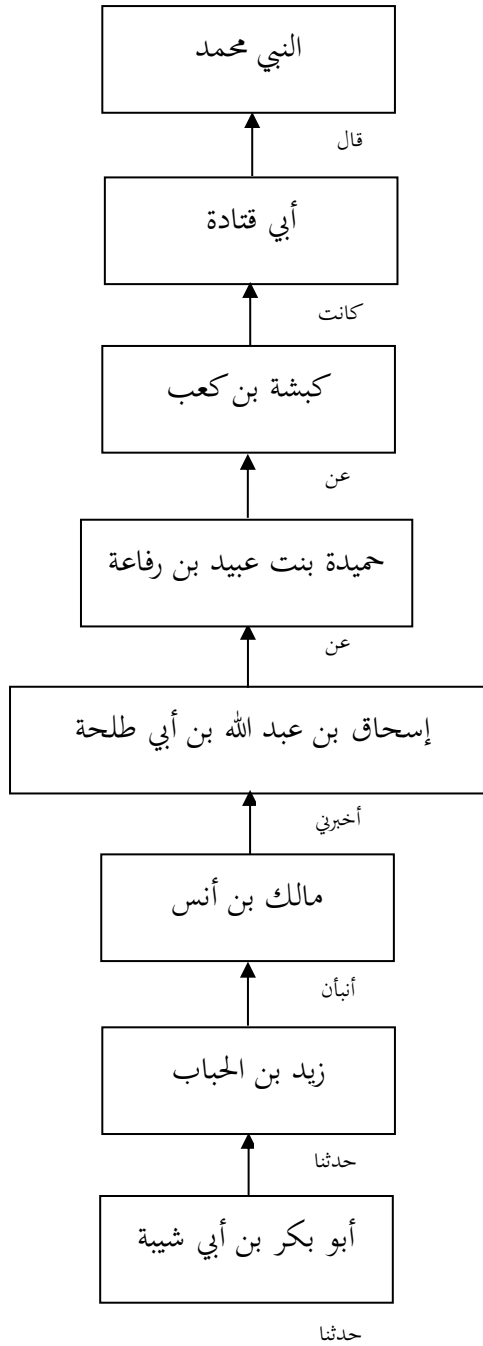 النبي محمد
قال
أبي قتادة
كانت
كبشة بن كعب
عن
حميدة بنت عبيد بن رفاعة
عن
إسحاق بن عبد الله بن أبي طلحة
أخبرني
مالك بن أنس
أنبأن
زيد بن الحباب
حدثنا
أبو بكر بن أبي شيبة
حدثنا